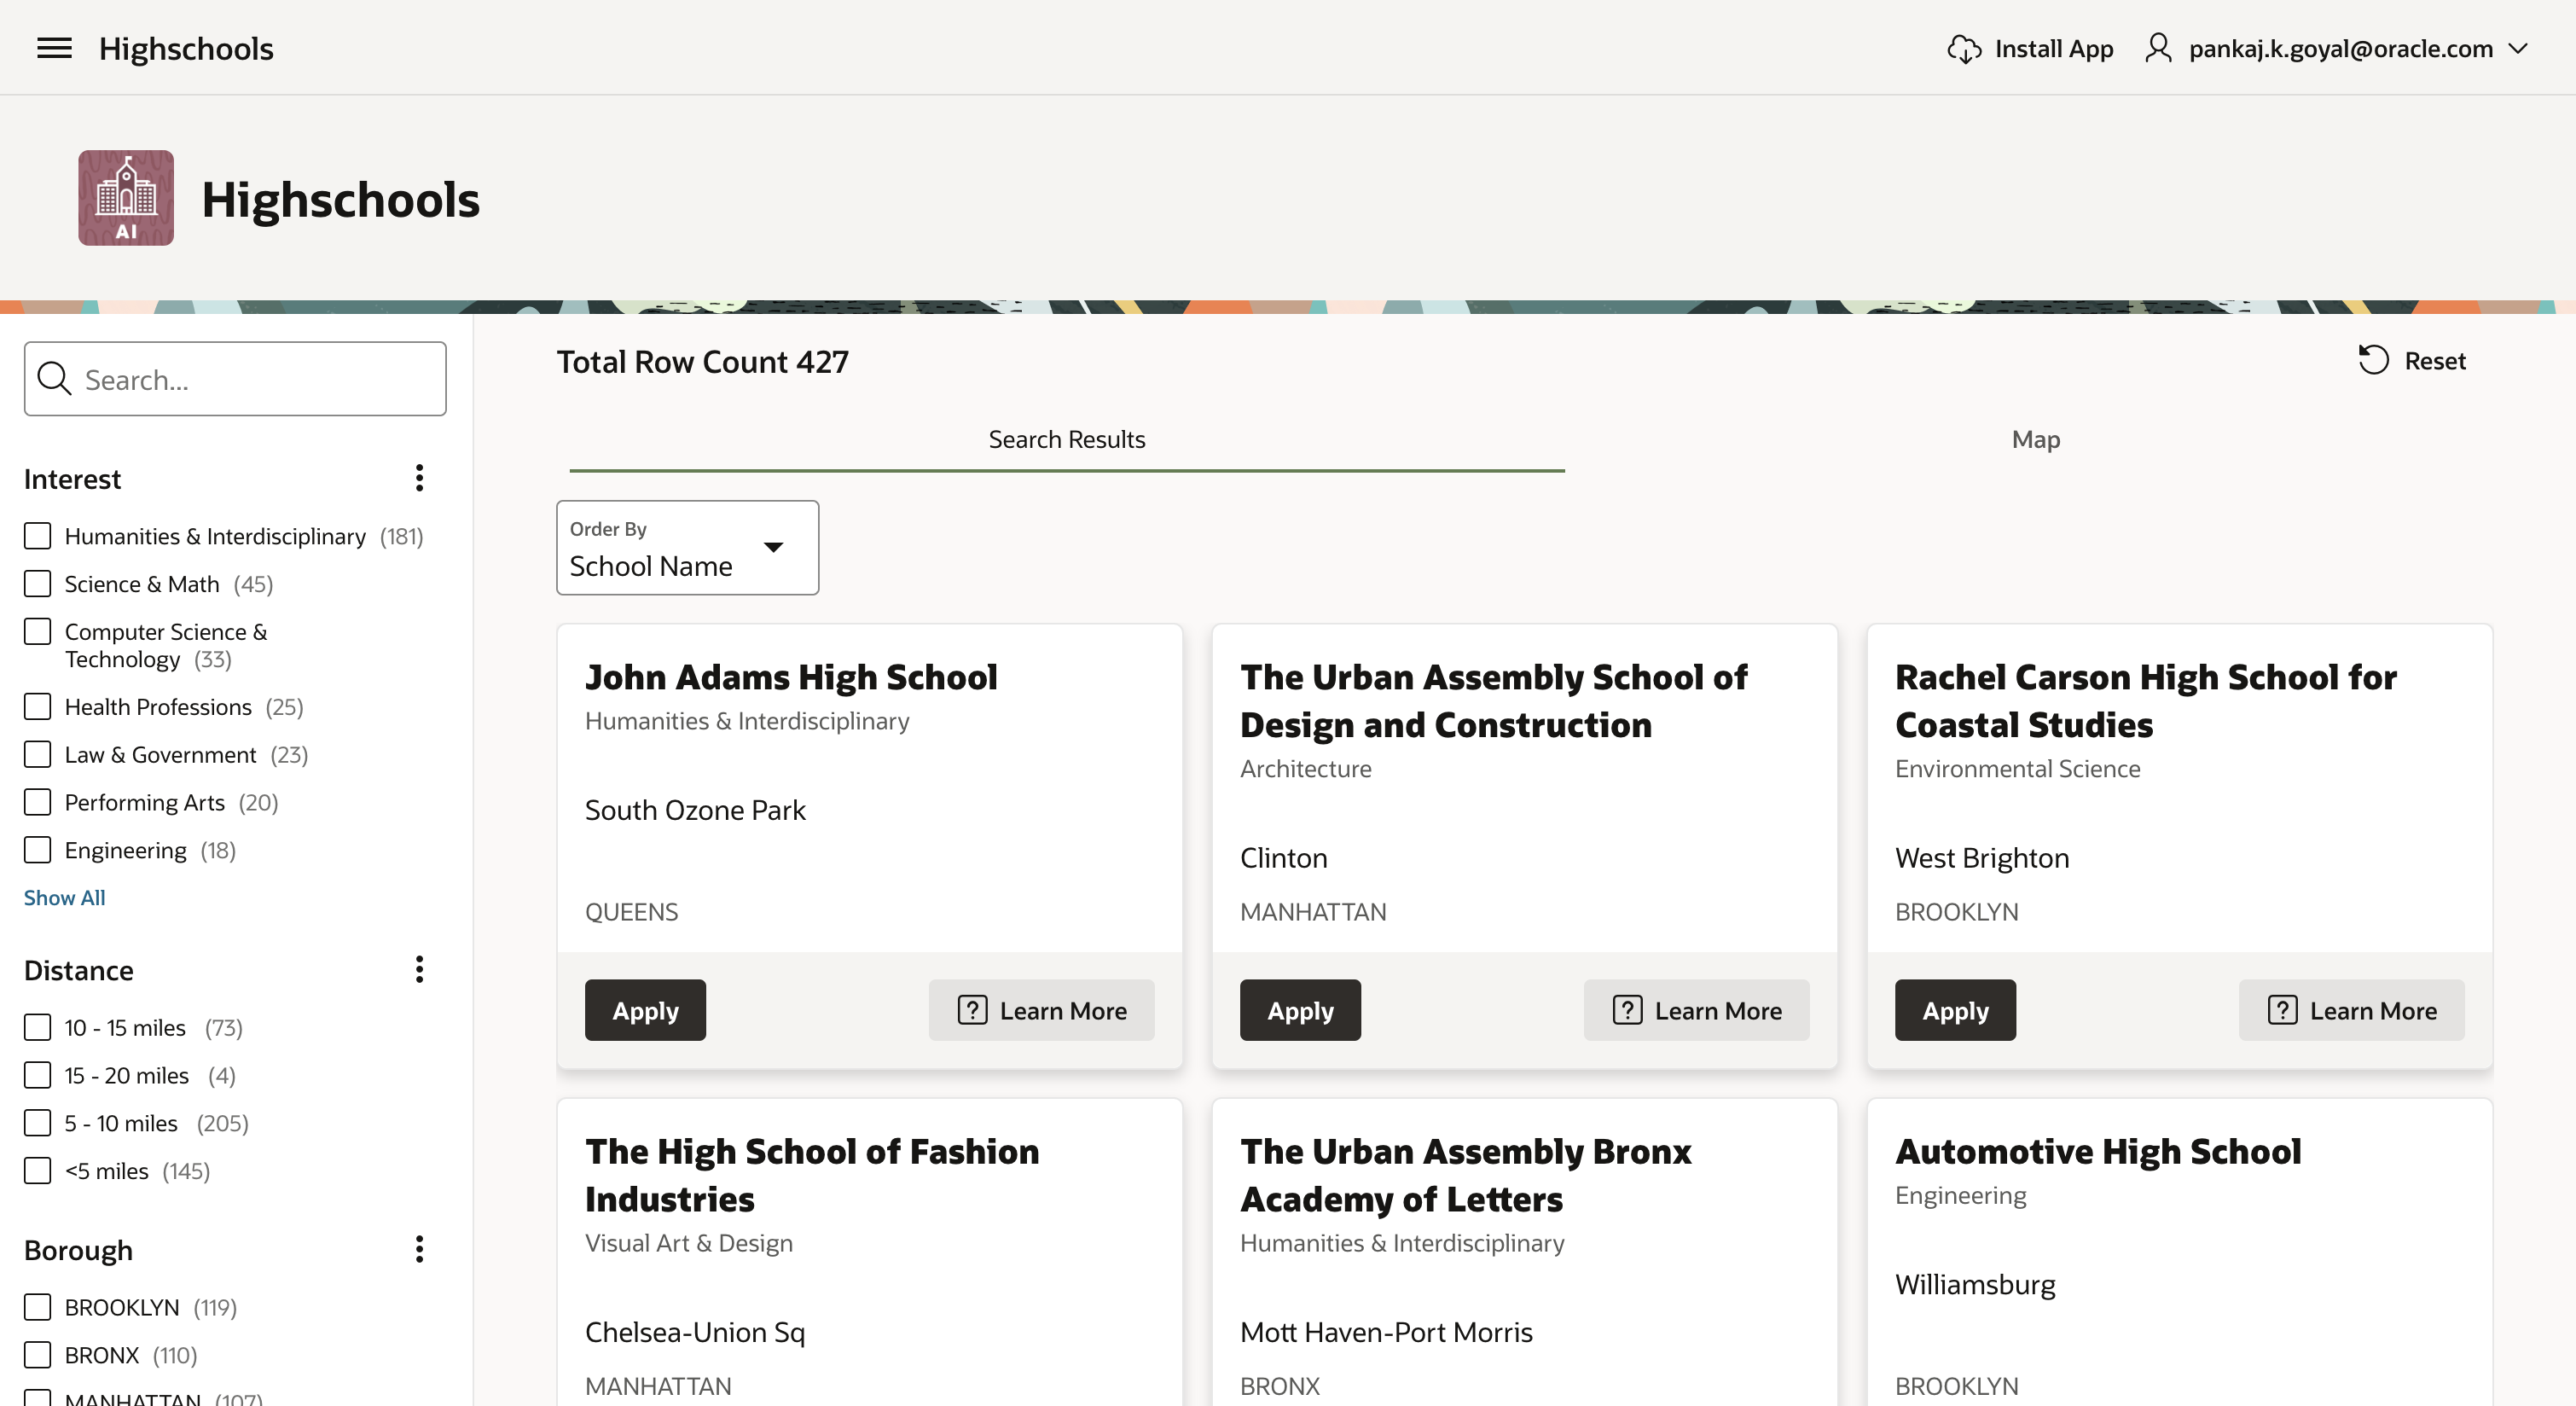 Highschools
Install App
pankaj.k.goyal@oracle.com
AI
Highschools
Search...
Interest
Humanities & Interdisciplinary (181)
Science & Math (45)
Computer Science &
Technology (33)
Health Professions (25)
Law & Government (23)
Performing Arts (20)
Engineering (18)
Show All
Distance
10 - 15 miles (73)
15 - 20 miles (4)
5 - 10 miles (205)
<5 miles (145)
Borough
BROOKLYN (119)
BRONX (110)
MANHATTAN (107)
Total Row Count 427
Reset
Search Results
Map
Order By
School Name
John Adams High School
Humanities & Interdisciplinary
South Ozone Park
QUEENS
Apply
Learn More
The Urban Assembly School of
Design and Construction
Architecture
Clinton
MANHATTAN
Apply
Learn More
Rachel Carson High School for
Coastal Studies
Environmental Science
West Brighton
BROOKLYN
Apply
Learn More
The High School of Fashion
Industries
Visual Art & Design
Chelsea-Union Sq
MANHATTAN
The Urban Assembly Bronx
Academy of Letters
Humanities & Interdisciplinary
Mott Haven-Port Morris
BRONX
Automotive High School
Engineering
Williamsburg
BROOKLYN